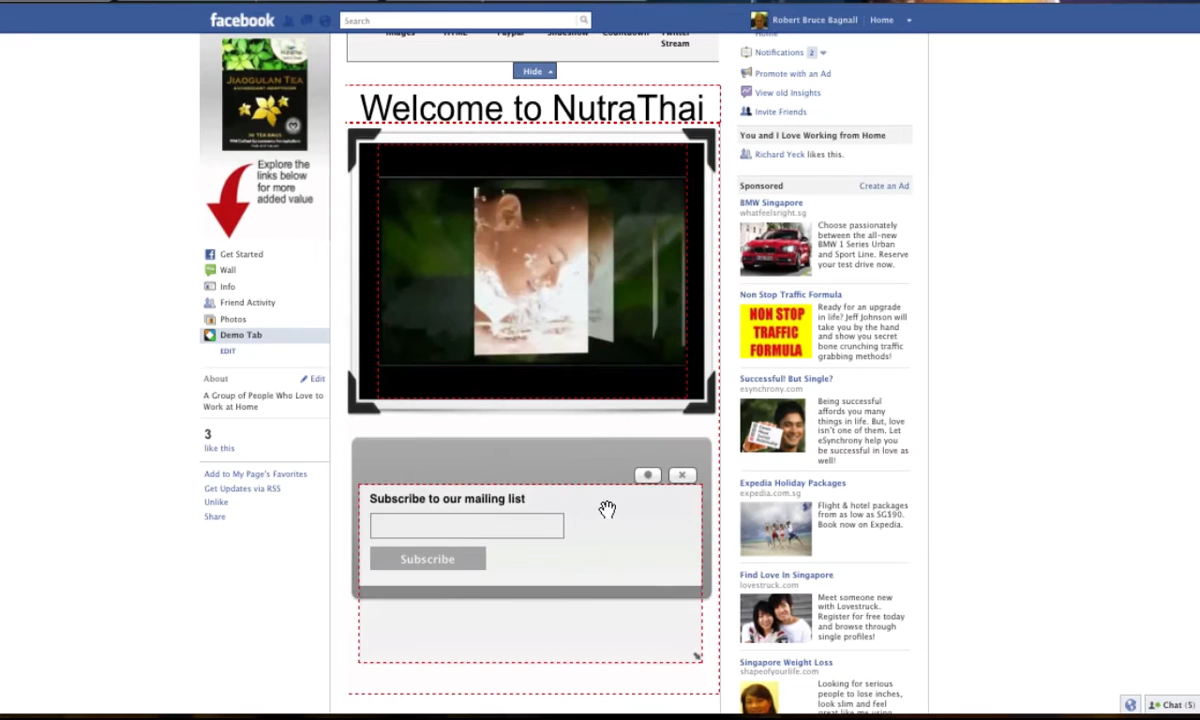 facebook
Search
Robert Bruce Bagnall
Home
Images
HTML
Paypal
Slideshow
Countdown
Twitter
Stream
Hide
JIAOGULAN TEA
Explore the
links below
for more
added value
Get Started
Wall
Info
Friend Activity
Photos
Demo Tab
EDIT
About
Edit
A Group of People Who Love to
Work at Home
3
like this
Add to My Page's Favorites
Get Updates via RSS
Unlike
Share
Welcome to NutraThai
Subscribe to our mailing list
Subscribe
Home
Notifications 2
Promote with an Ad
View old Insights
Invite Friends
You and I Love Working from Home
Richard Yeck likes this.
Sponsored
Create an Ad
BMW Singapore
whatfeelsright.sg
Choose passionately
between the all-new
BMW 1 Series Urban
and Sport Line. Reserve
your test drive now.
Non Stop Traffic Formula
NON STOP
TRAFFIC
FORMULA
Ready for an upgrade
in life? Jeff Johnson will
take you by the hand
and show you secret
bone crunching traffic
grabbing methods!
Successful! But Single?
esynchrony.com
Being successful
affords you many
things in life. But, love
isn't one of them. Let
eSynchrony help you
be successful in love as
well!
Expedia Holiday Packages
expedia.com.sg
Flight & hotel packages
from as low as SG$90.
Book now on Expedia.
Find Love In Singapore
lovestruck.com
Meet someone new
with Lovestruck.
Register for free today
and browse through
single profiles!
Singapore Weight Loss
shapeofyourlife.com
Looking for serious
people to lose inches,
look slim and feel
Chat (5)